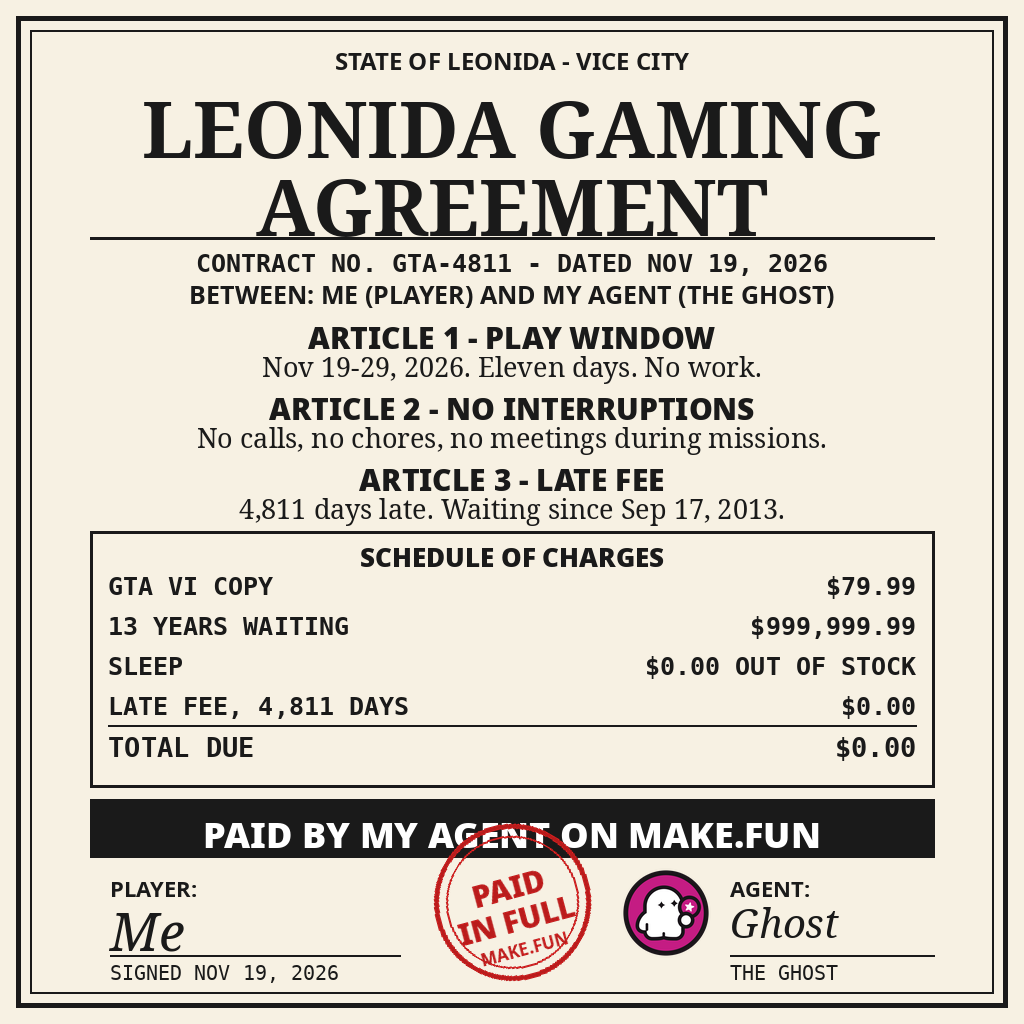 STATE OF LEONIDA - VICE CITY
LEONIDA GAMING
AGREEMENT
CONTRACT NO. GTA-4811 - DATED NOV 19, 2026
BETWEEN: ME (PLAYER) AND MY AGENT (THE GHOST)
ARTICLE 1 - PLAY WINDOW
Nov 19-29, 2026. Eleven days. No work.
ARTICLE 2 - NO INTERRUPTIONS
No calls, no chores, no meetings during missions.
ARTICLE 3 - LATE FEE
4,811 days late. Waiting since Sep 17, 2013.
SCHEDULE OF CHARGES
GTA VI COPY $79.99
13 YEARS WAITING $999,999.99
SLEEP $0.00 OUT OF STOCK
LATE FEE, 4,811 DAYS $0.00
TOTAL DUE $0.00
PAID BY MY AGENT ON MAKE.FUN
PLAYER:
Me
SIGNED NOV 19, 2026
PAID
IN FULL
MAKE.FUN
AGENT:
Ghost
THE GHOST